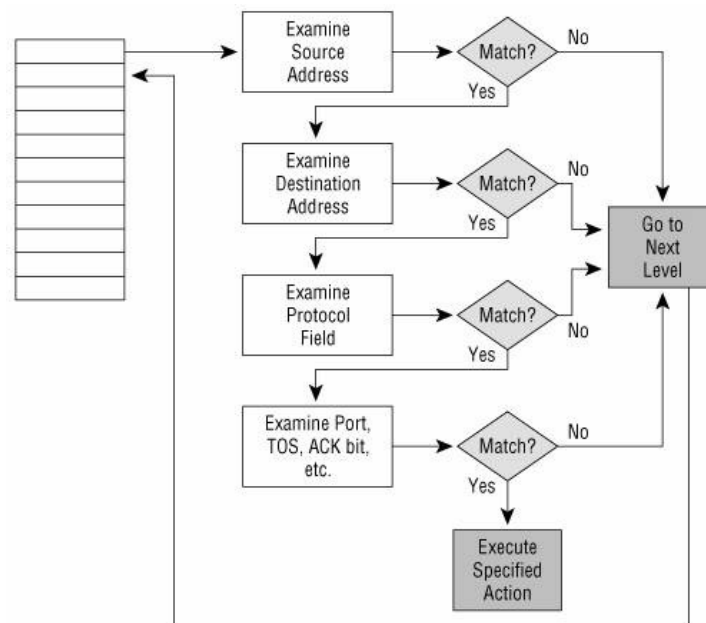 Examine
Source
Address
Match?
No
Yes
Examine
Destination
Address
Match?
No
Yes
Go to
Next
Level
Examine
Protocol
Field
Match?
No
Yes
Examine Port,
TOS, ACK bit,
etc.
Match?
No
Yes
Execute
Specified
Action